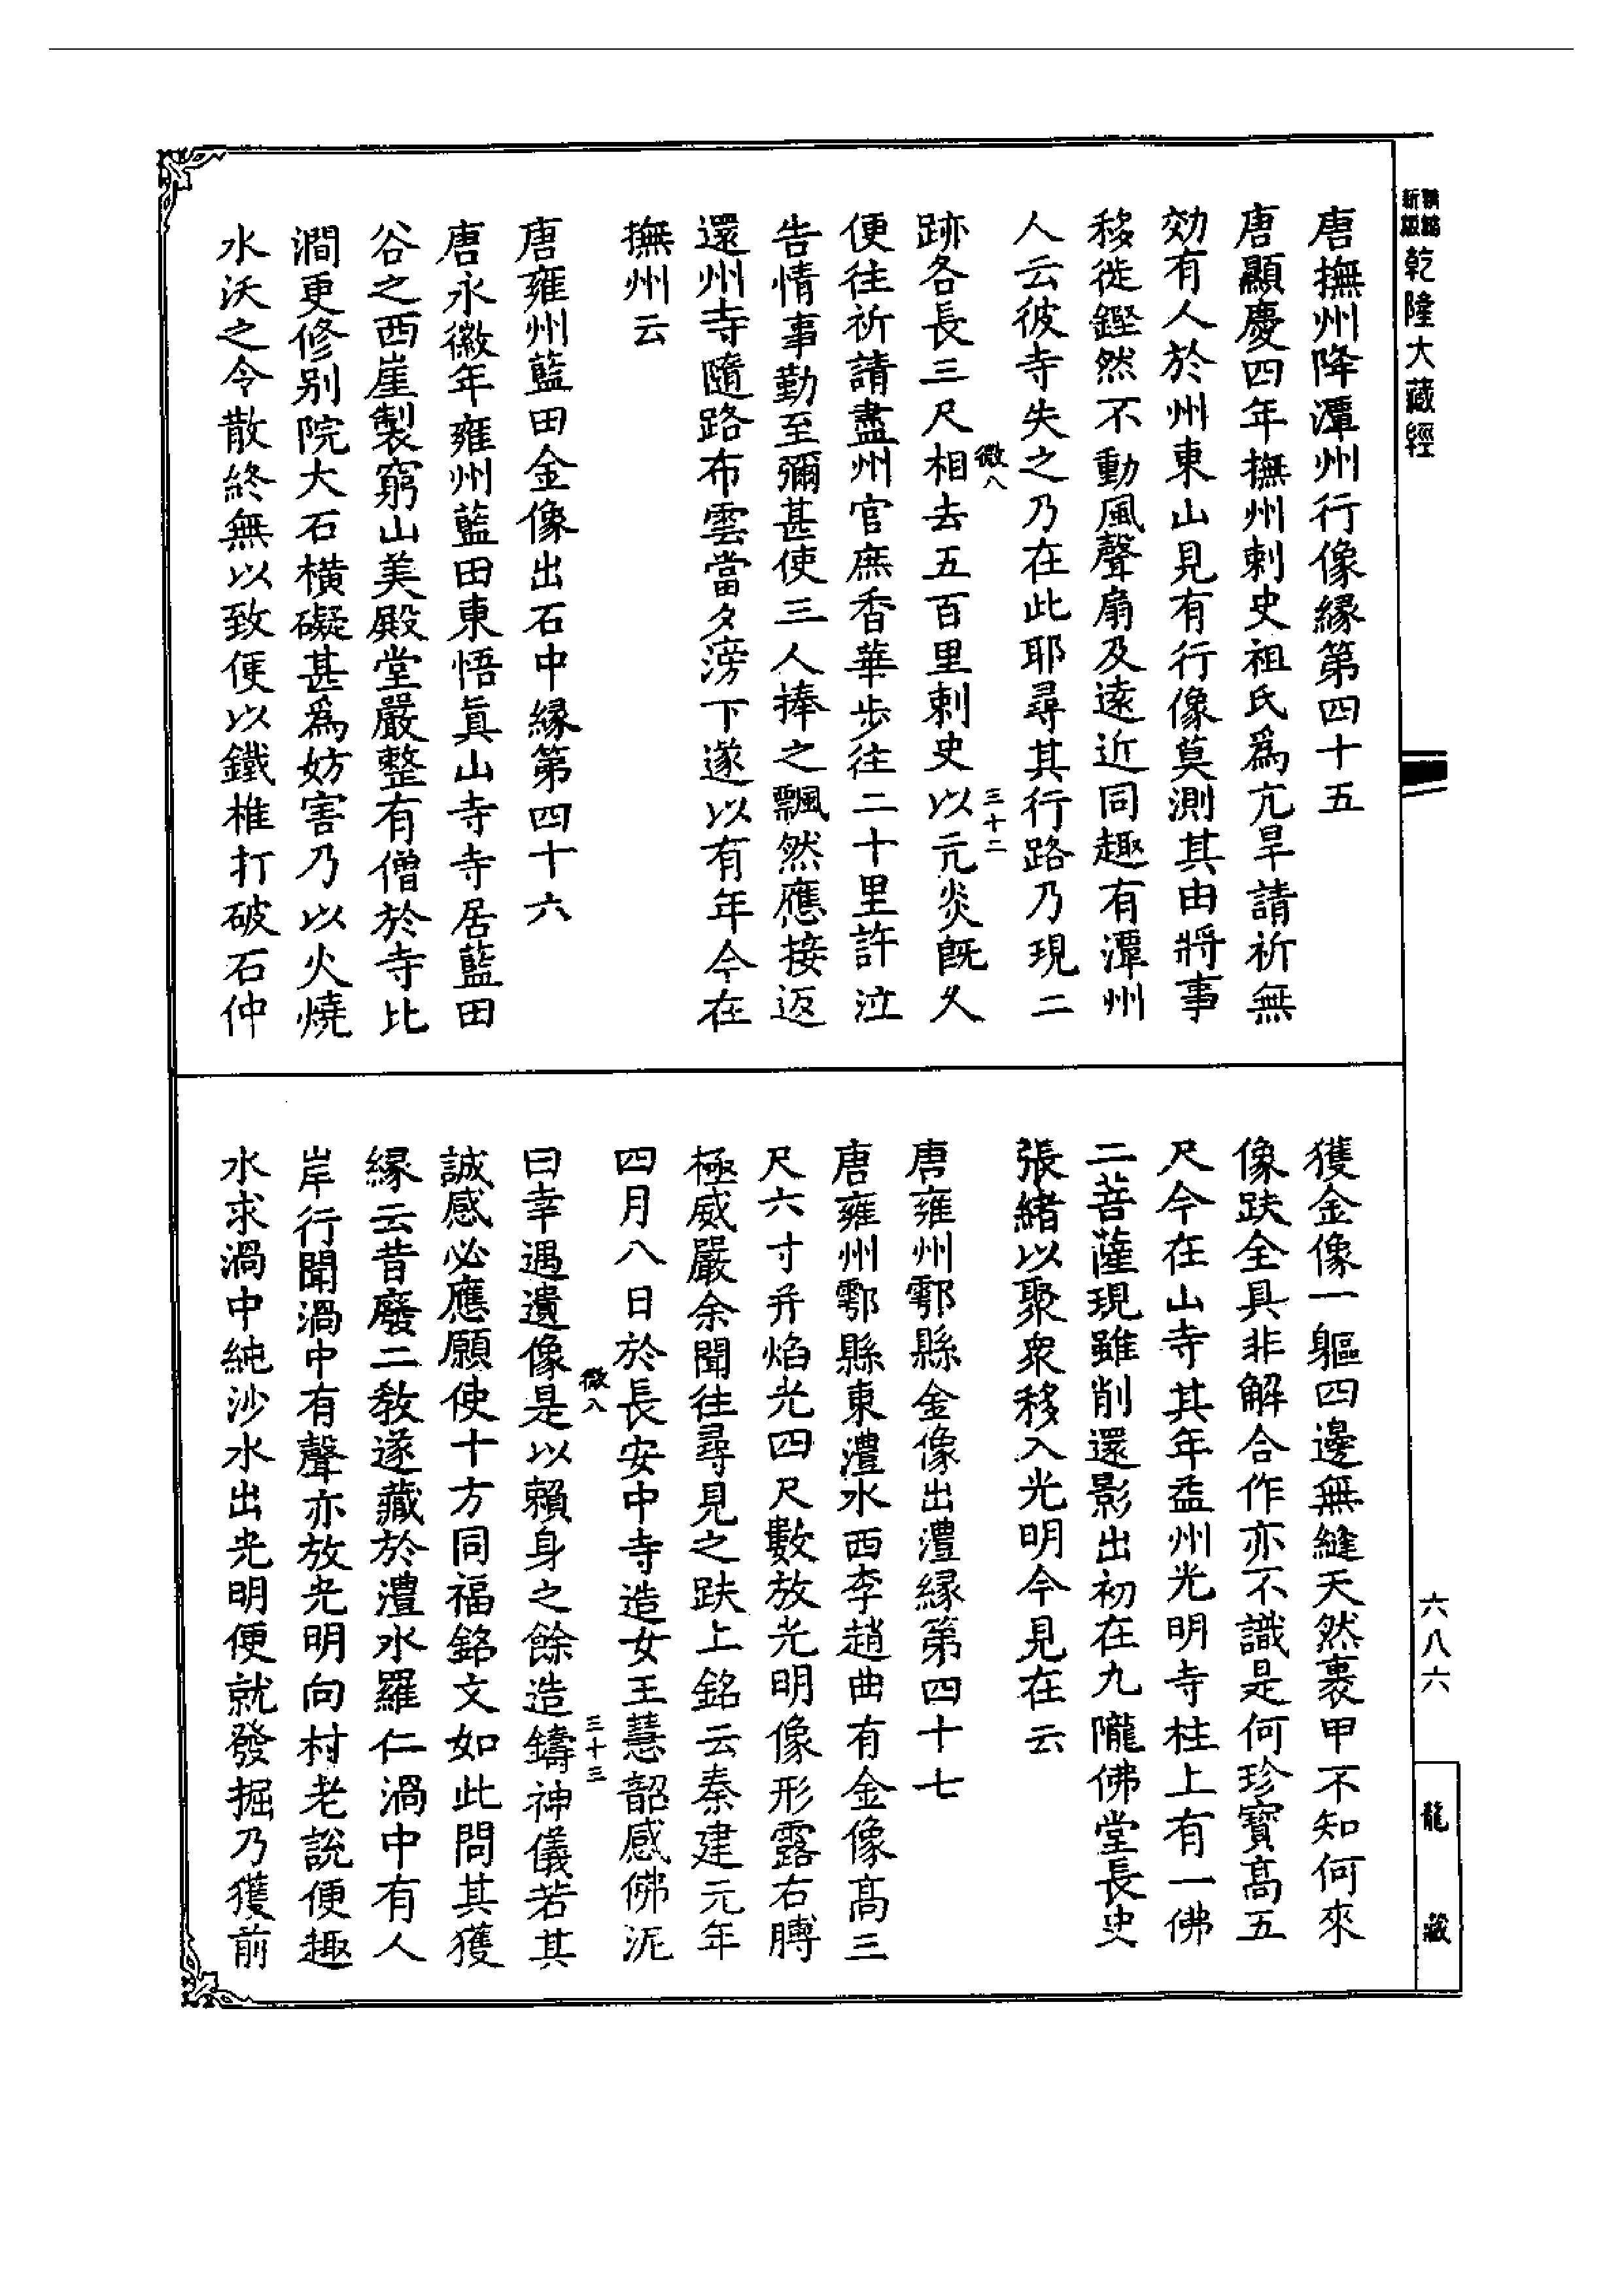 乾隆大藏經
唐撫州降潭州行像緣第四十五
唐顯慶四年撫州刺史祖氏為亢旱請祈無
効有人於州東山見有行像莫測其由將事
移徙鏗然不動風聲扇及遠近同趣有潭州
人云彼寺失之乃在此耶尋其行路乃現二
跡各長三尺相去五百里刺史以亢炎既久
微八
三十二
便往祈請盡州官庶香華步往二十里許泣
告情事勤至彌甚使三人捧之飄然應接返
還州寺隨路布雲當夕滂下遂以有年今在
撫州云
唐雍州藍田金像出石中緣第四十六
唐永徽年雍州藍田東悟眞山寺寺居藍田
谷之西崖製窮山美殿堂嚴整有僧於寺比
澗更修别院大石橫礙甚為妨害乃以火燒
水沃之令散終無以致便以鐵椎打破石仲
獲金像一軀四邊無縫天然裹甲不知何來
像趺全具非解合作亦不識是何珍寶高五
尺今在山寺其年益州光明寺柱上有一佛
二菩薩現雖削還影出初在九隴佛堂長史
張緒以聚衆移入光明今見在云
唐雍州鄠縣金像出澧緣第四十七
唐雍州鄠縣東澧水西李趙曲有金像高三
尺六寸并焰光四尺數放光明像形露右膊
極威嚴余聞往尋見之趺上銘云秦建元年
四月八日於長安中寺造女王慧韶感佛泥
曰幸遇遺像是以賴身之餘造鑄神儀若其
微八
三十三
誠感必應願使十方同福銘文如此問其獲
緣云昔廢二教遂藏於澧水羅仁渦中有人
岸行聞渦中有聲亦放光明向村老說便趣
水求渦中純沙水出光明便就發掘乃獲前
六八六
龍藏